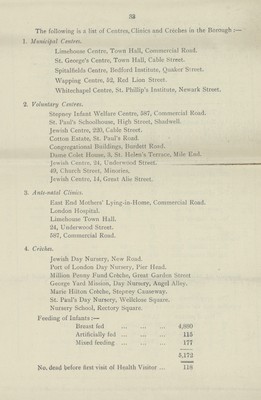 33
The following is a list of Centres, Clinics and Crèches in the Borough :—
1. Municipal Centres.
Limehouse Centre, Town Hall, Commercial Road.
St. George's Centre, Town Hall, Cable Street.
Spitalfields Centre, Bedford Institute, Quaker Street.
Wapping Centre, 82, Red Lion Street.
Whitechapel Centre, St. Phillip's Institute, Newark Street.
2. Voluntary Centres.
Stepney Infant Welfare Centre, 587, Commercial Road.
St. Paul's Schoolhouse, High Street, Shadwell.
Jewish Centre, 239, Cable Street.
Cotton Estate, St. Paul's Road
Congregational Buildings, Burdett Road.
Dame Colet House, 3, St. Helen's Terrace, Mile End.
Jewish Centre, 24, Underwood Street.
49, Church Street, Minories,
Jewish Centre, 14, Great Alie Street.
3. Ante-natal Clinics.
East End Mothers' Lying-in-Home, Commercial Road.
London Hospital.
Limehouse Town Hall.
24, Underwood Street.
587, Commercial Road.
4. Crèches.
Jewish Day Nursery, New Road.
Port of London Day Nursery, Pier Head.
Million Penny Fund Crèche, Great Garden Street
George Yard Mission, Day Nursery, Angel Alley.
Marie Hilton Crèche, Stepney Causeway.
St. Paul's Day Nursery, Wellclose Square.
Nursery School, Rectory Square.
Feeding of Infants :—
Breast fed ... ... ... 4,880
Artificially fed ... ... ... 115
Mixed feeding ... ... ... 177
5,172
No. dead before first visit of Health Visitor ... 118